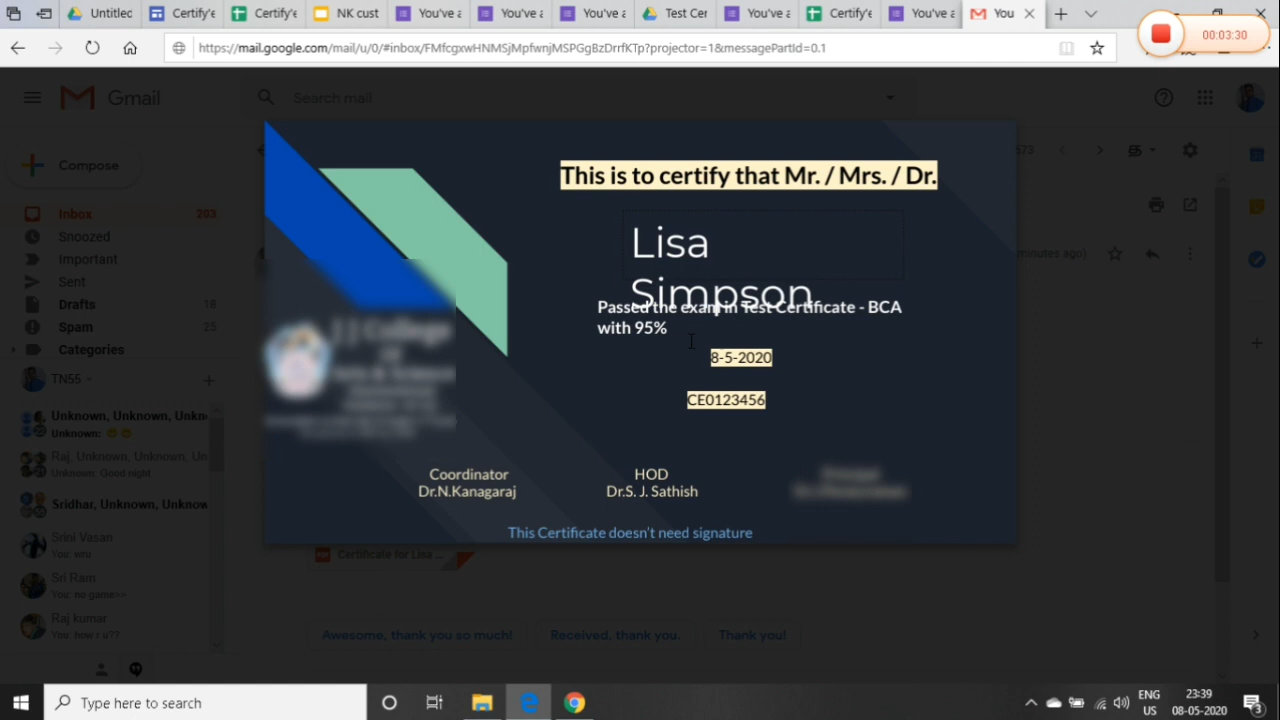 Untitled
Certify'e
Certify'e
NK cust
You've a
You've a
You've a
Test Cer
You've a
Certify'e
You've a
You
00:03:30
https://mail.google.com/mail/u/0/#inbox/FMfcgxwHNMSjMpfwnjMSPGgBzDrrfKTp?projector=1&messagePartId=0.1
Gmail
Search mail
Compose
Inbox 203
Snoozed
Important
Sent
Drafts 18
Spam 25
Categories
TN55
Unknown, Unknown, Unkn
Unknown:
Raj, Unknown, Unknown, Un
Unknown: Good night
Sridhar, Unknown, Unknow
Srini Vasan
You: wru
Sri Ram
You: no game>>
Raj kumar
You: how r u??
573
minutes ago)
This is to certify that Mr. / Mrs. / Dr.
Lisa
Simpson
Passed the exam in Test Certificate - BCA
with 95%
8-5-2020
CE0123456
J J College
Coordinator
Dr.N.Kanagaraj
HOD
Dr.S. J. Sathish
Principal
This Certificate doesn't need signature
Certificate for Lisa ...
Awesome, thank you so much!
Received, thank you.
Thank you!
Type here to search
ENG
US
23:39
08-05-2020
3